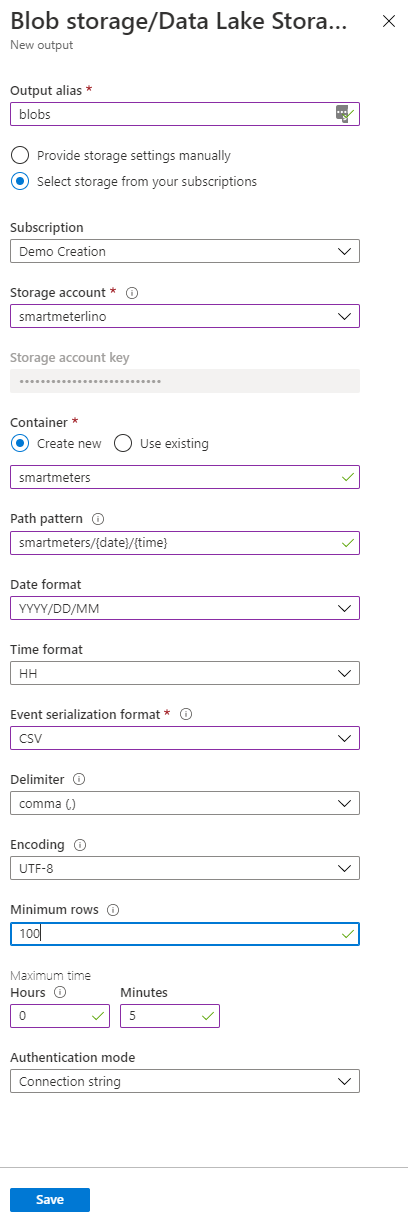 Blob storage/Data Lake Stora...
New output
Output alias *
blobs
Provide storage settings manually
Select storage from your subscriptions
Subscription
Demo Creation
Storage account *
smartmeterlino
Storage account key
•••••••••••••••••••••••••••
Container *
Create new Use existing
smartmeters
Path pattern
smartmeters/{date}/{time}
Date format
YYYY/DD/MM
Time format
HH
Event serialization format *
CSV
Delimiter
comma (,)
Encoding
UTF-8
Minimum rows
100
Maximum time
Hours Minutes
0 5
Authentication mode
Connection string
Save